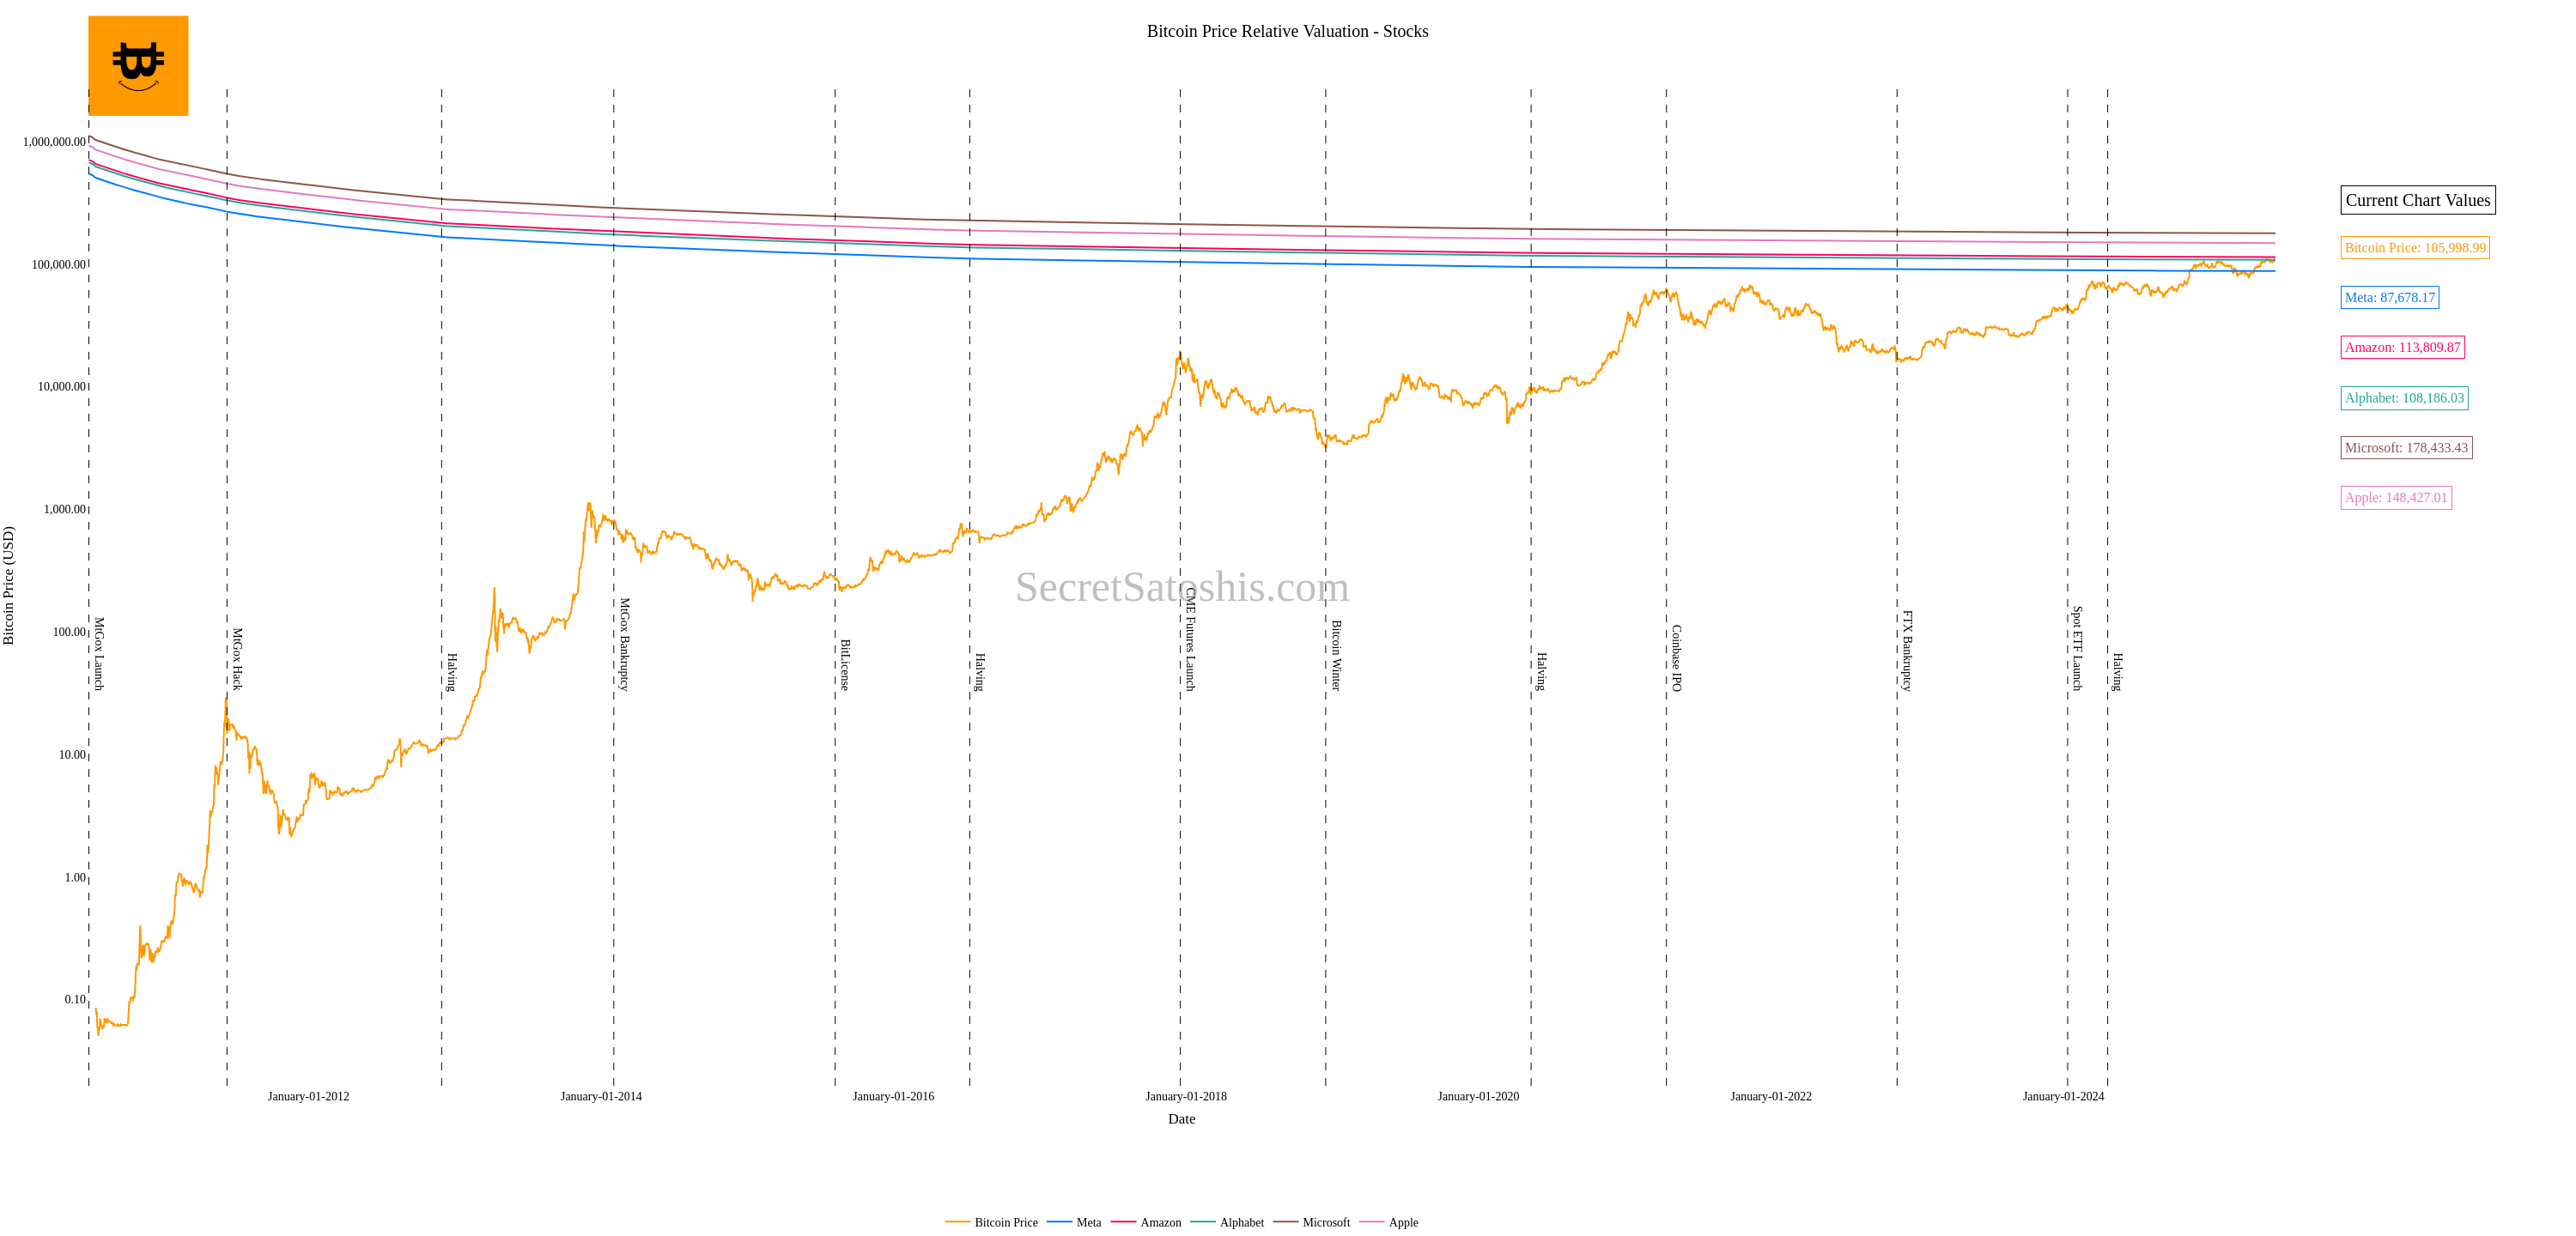 Bitcoin Price Relative Valuation - Stocks
1,000,000.00
100,000.00
10,000.00
1,000.00
100.00
10.00
1.00
0.10
Bitcoin Price (USD)
MtGox Launch
MtGox Hack
Halving
MtGox Bankruptcy
BitLicense
Halving
CME Futures Launch
Bitcoin Winter
Halving
Coinbase IPO
FTX Bankruptcy
Spot ETF Launch
Halving
SecretSatoshis.com
January-01-2012
January-01-2014
January-01-2016
January-01-2018
January-01-2020
January-01-2022
January-01-2024
Date
Current Chart Values
Bitcoin Price: 105,998.99
Meta: 87,678.17
Amazon: 113,809.87
Alphabet: 108,186.03
Microsoft: 178,433.43
Apple: 148,427.01
Bitcoin Price
Meta
Amazon
Alphabet
Microsoft
Apple